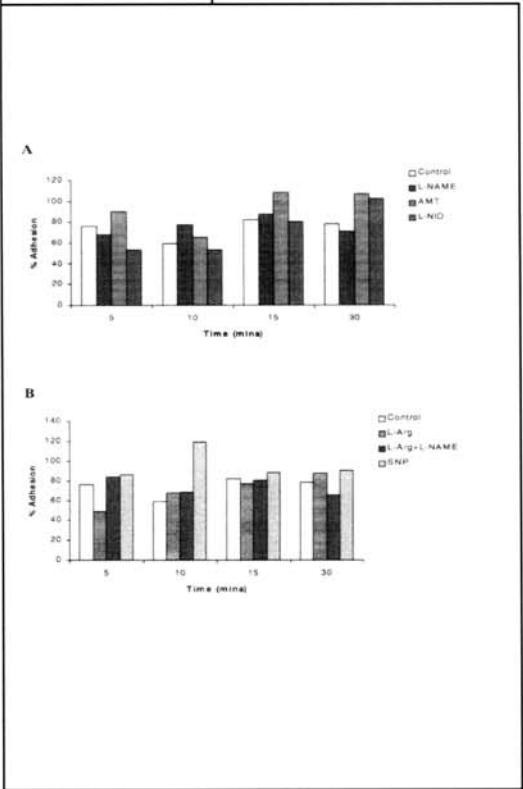 A
Control
L-NAME
AMT
L-NIO
120
100
80
60
40
20
0
% Adhesion
5 10 15 30
Time (mins)
B
Control
L-Arg
L-Arg+L-NAME
SNP
140
120
100
80
60
40
20
0
% Adhesion
5 10 15 30
Time (mins)